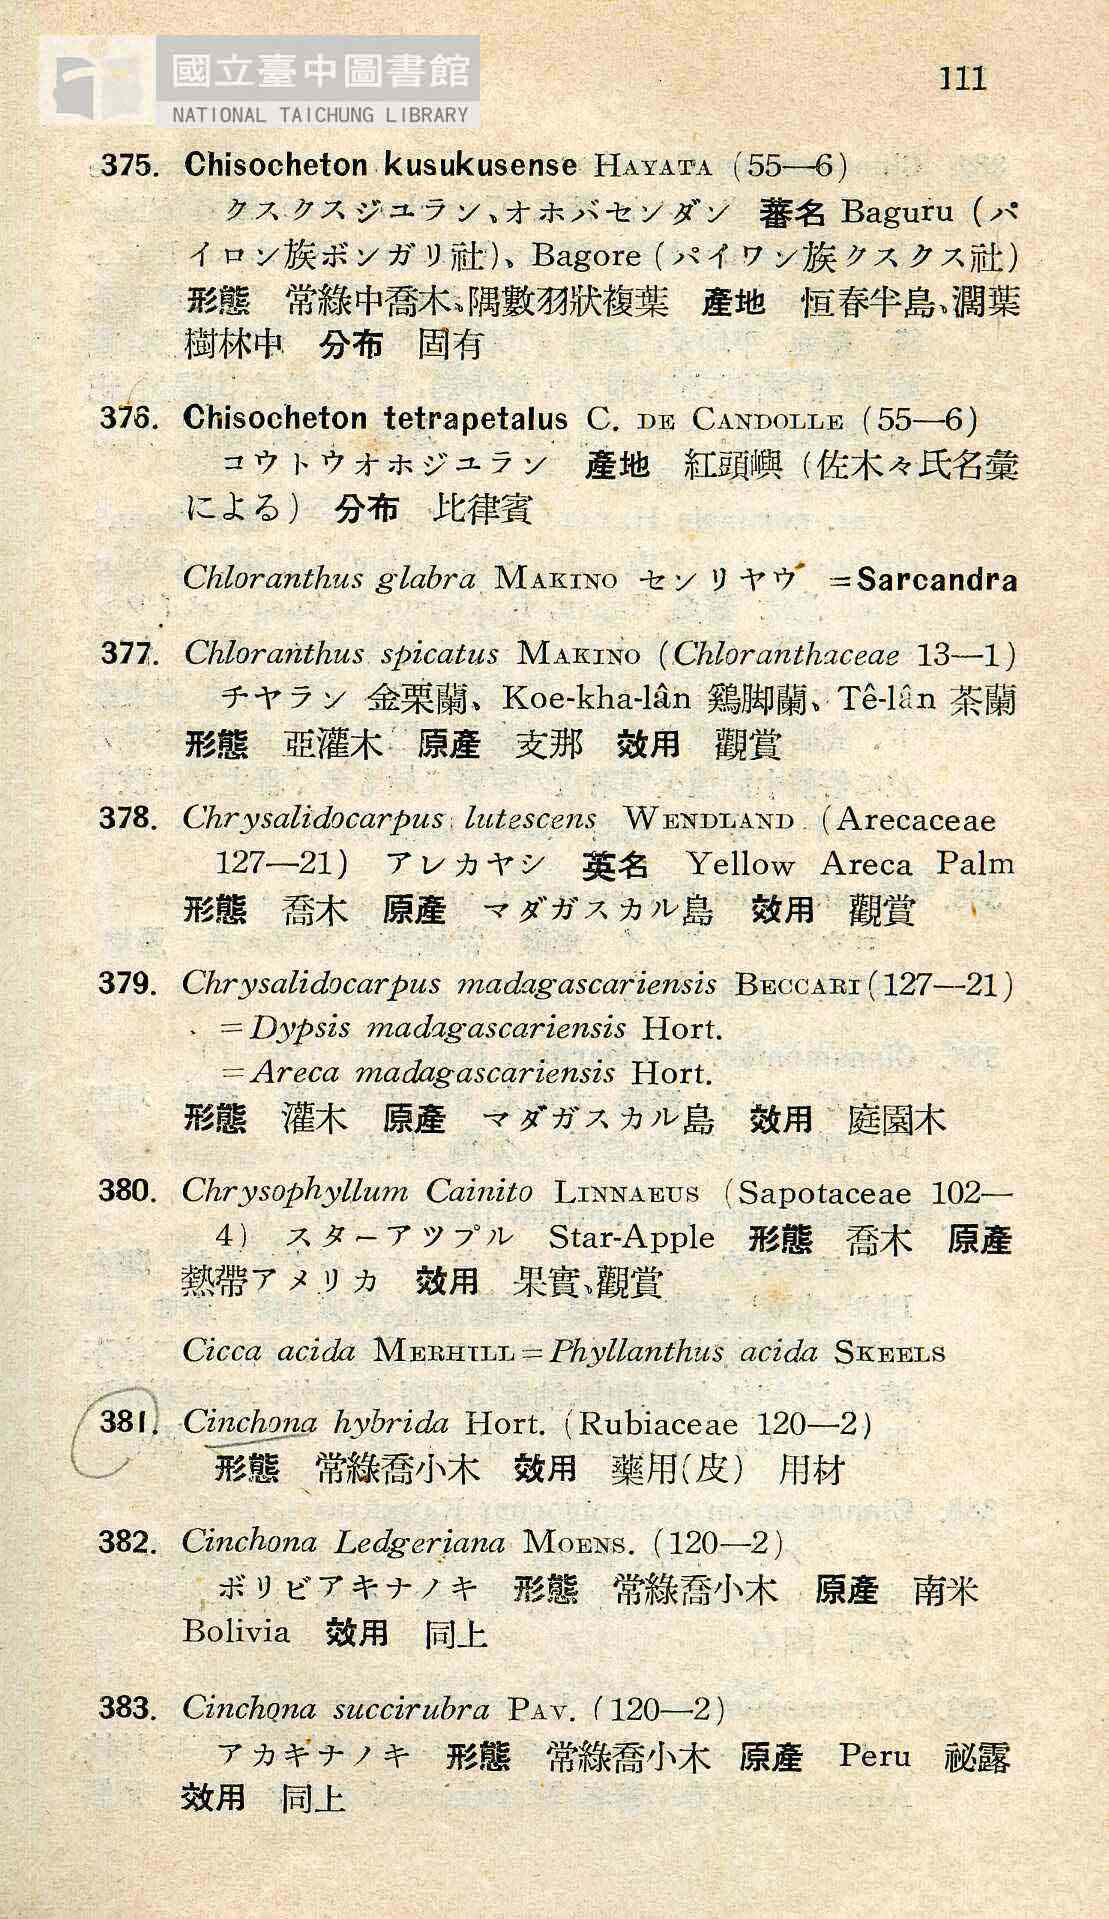 國立臺中圖書館
NATIONAL TAICHUNG LIBRARY
111
375. Chisocheton kusukusense HAYATA (55—6)
クスクスジユラン、オホバセンダン 蕃名 Baguru (パ
イロン族ボンガリ社)、Bagore (パイワン族クスクス社)
形態 常綠中喬木、隅數羽狀複葉 產地 恒春半島、濶葉
樹林中 分布 固有
376. Chisocheton tetrapetalus C. DE CANDOLLE (55—6)
コウトウオホジユラン 產地 紅頭嶼 (佐木々氏名彙
による) 分布 比律賓
Chloranthus glabra MAKINO センリヤウ =Sarcandra
377. Chloranthus spicatus MAKINO (Chloranthaceae 13—1)
チヤラン 金栗蘭、Koe-kha-lân 鷄脚蘭、Tê-lân 茶蘭
形態 亞灌木 原產 支那 效用 觀賞
378. Chrysalidocarpus lutescens WENDLAND (Arecaceae
127—21) アレカヤシ 英名 Yellow Areca Palm
形態 喬木 原產 マダガスカル島 效用 觀賞
379. Chrysalidocarpus madagascariensis BECCARI (127—21)
=Dypsis madagascariensis Hort.
=Areca madagascariensis Hort.
形態 灌木 原產 マダガスカル島 效用 庭園木
380. Chrysophyllum Cainito LINNAEUS (Sapotaceae 102—
4) スターアツプル Star-Apple 形態 喬木 原產
熱帶アメリカ 效用 果實、觀賞
Cicca acida MERHILL=Phyllanthus acida SKEELS
381. Cinchona hybrida Hort. (Rubiaceae 120—2)
形態 常綠喬小木 效用 藥用(皮) 用材
382. Cinchona Ledgeriana MOENS. (120—2)
ボリビアキナノキ 形態 常綠喬小木 原產 南米
Bolivia 效用 同上
383. Cinchona succirubra PAV. (120—2)
アカキナノキ 形態 常綠喬小木 原產 Peru 祕露
效用 同上